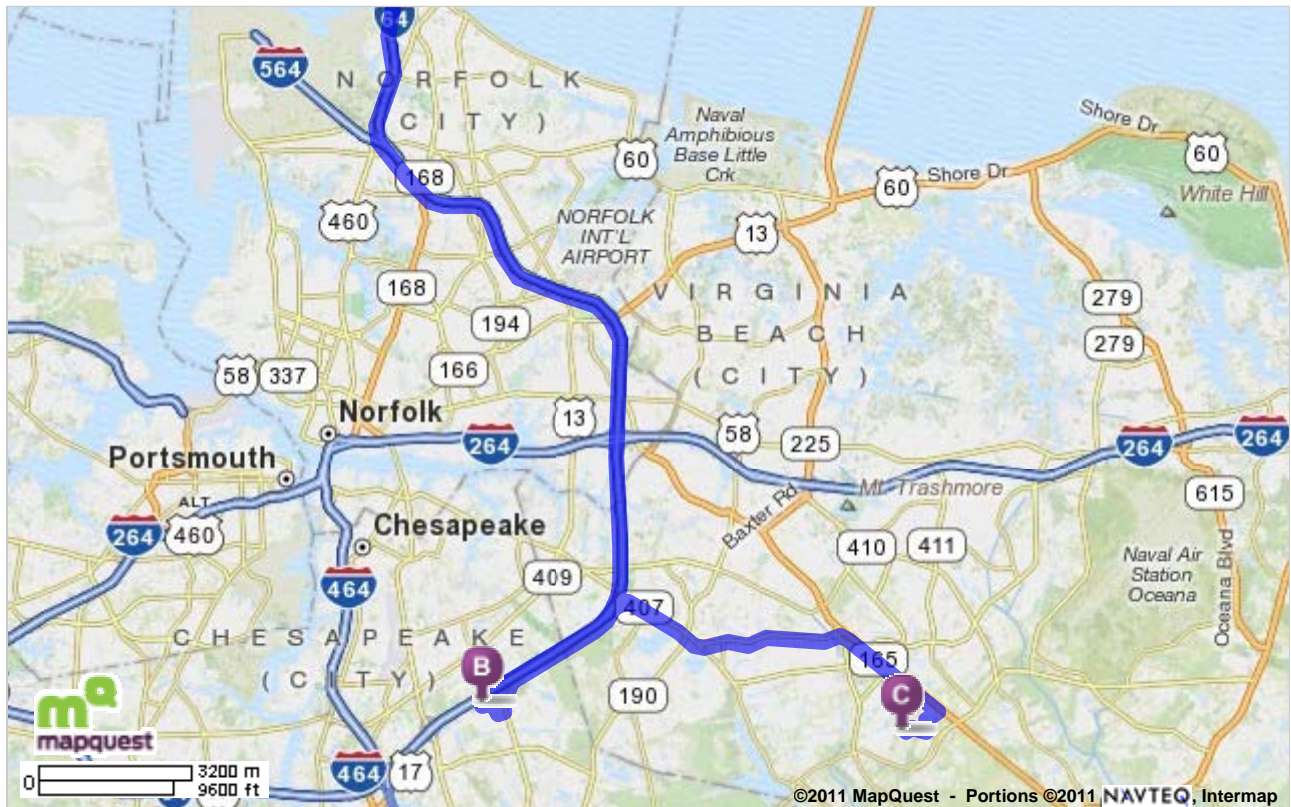 64
564
NORFOLK
(CITY)
Naval
Amphibious
Base Little
Crk
Shore Dr
60
60
168
Shore Dr
60
White Hill
460
NORFOLK
INT'L
AIRPORT
13
168
VIRGINIA
BEACH
(CITY)
279
194
279
166
58
337
Norfolk
13
58
264
225
264
264
Portsmouth
ALT
460
264
Mt Trashmore
615
Chesapeake
Baxter Rd
410
411
Naval Air
Station
Oceana
Oceana Blvd
464
409
407
CHESAPEAKE
(CITY)
B
165
190
C
mq
mapquest
464
17
0
3200 m
9600 ft
©2011 MapQuest - Portions ©2011 NAVTEQ, Intermap